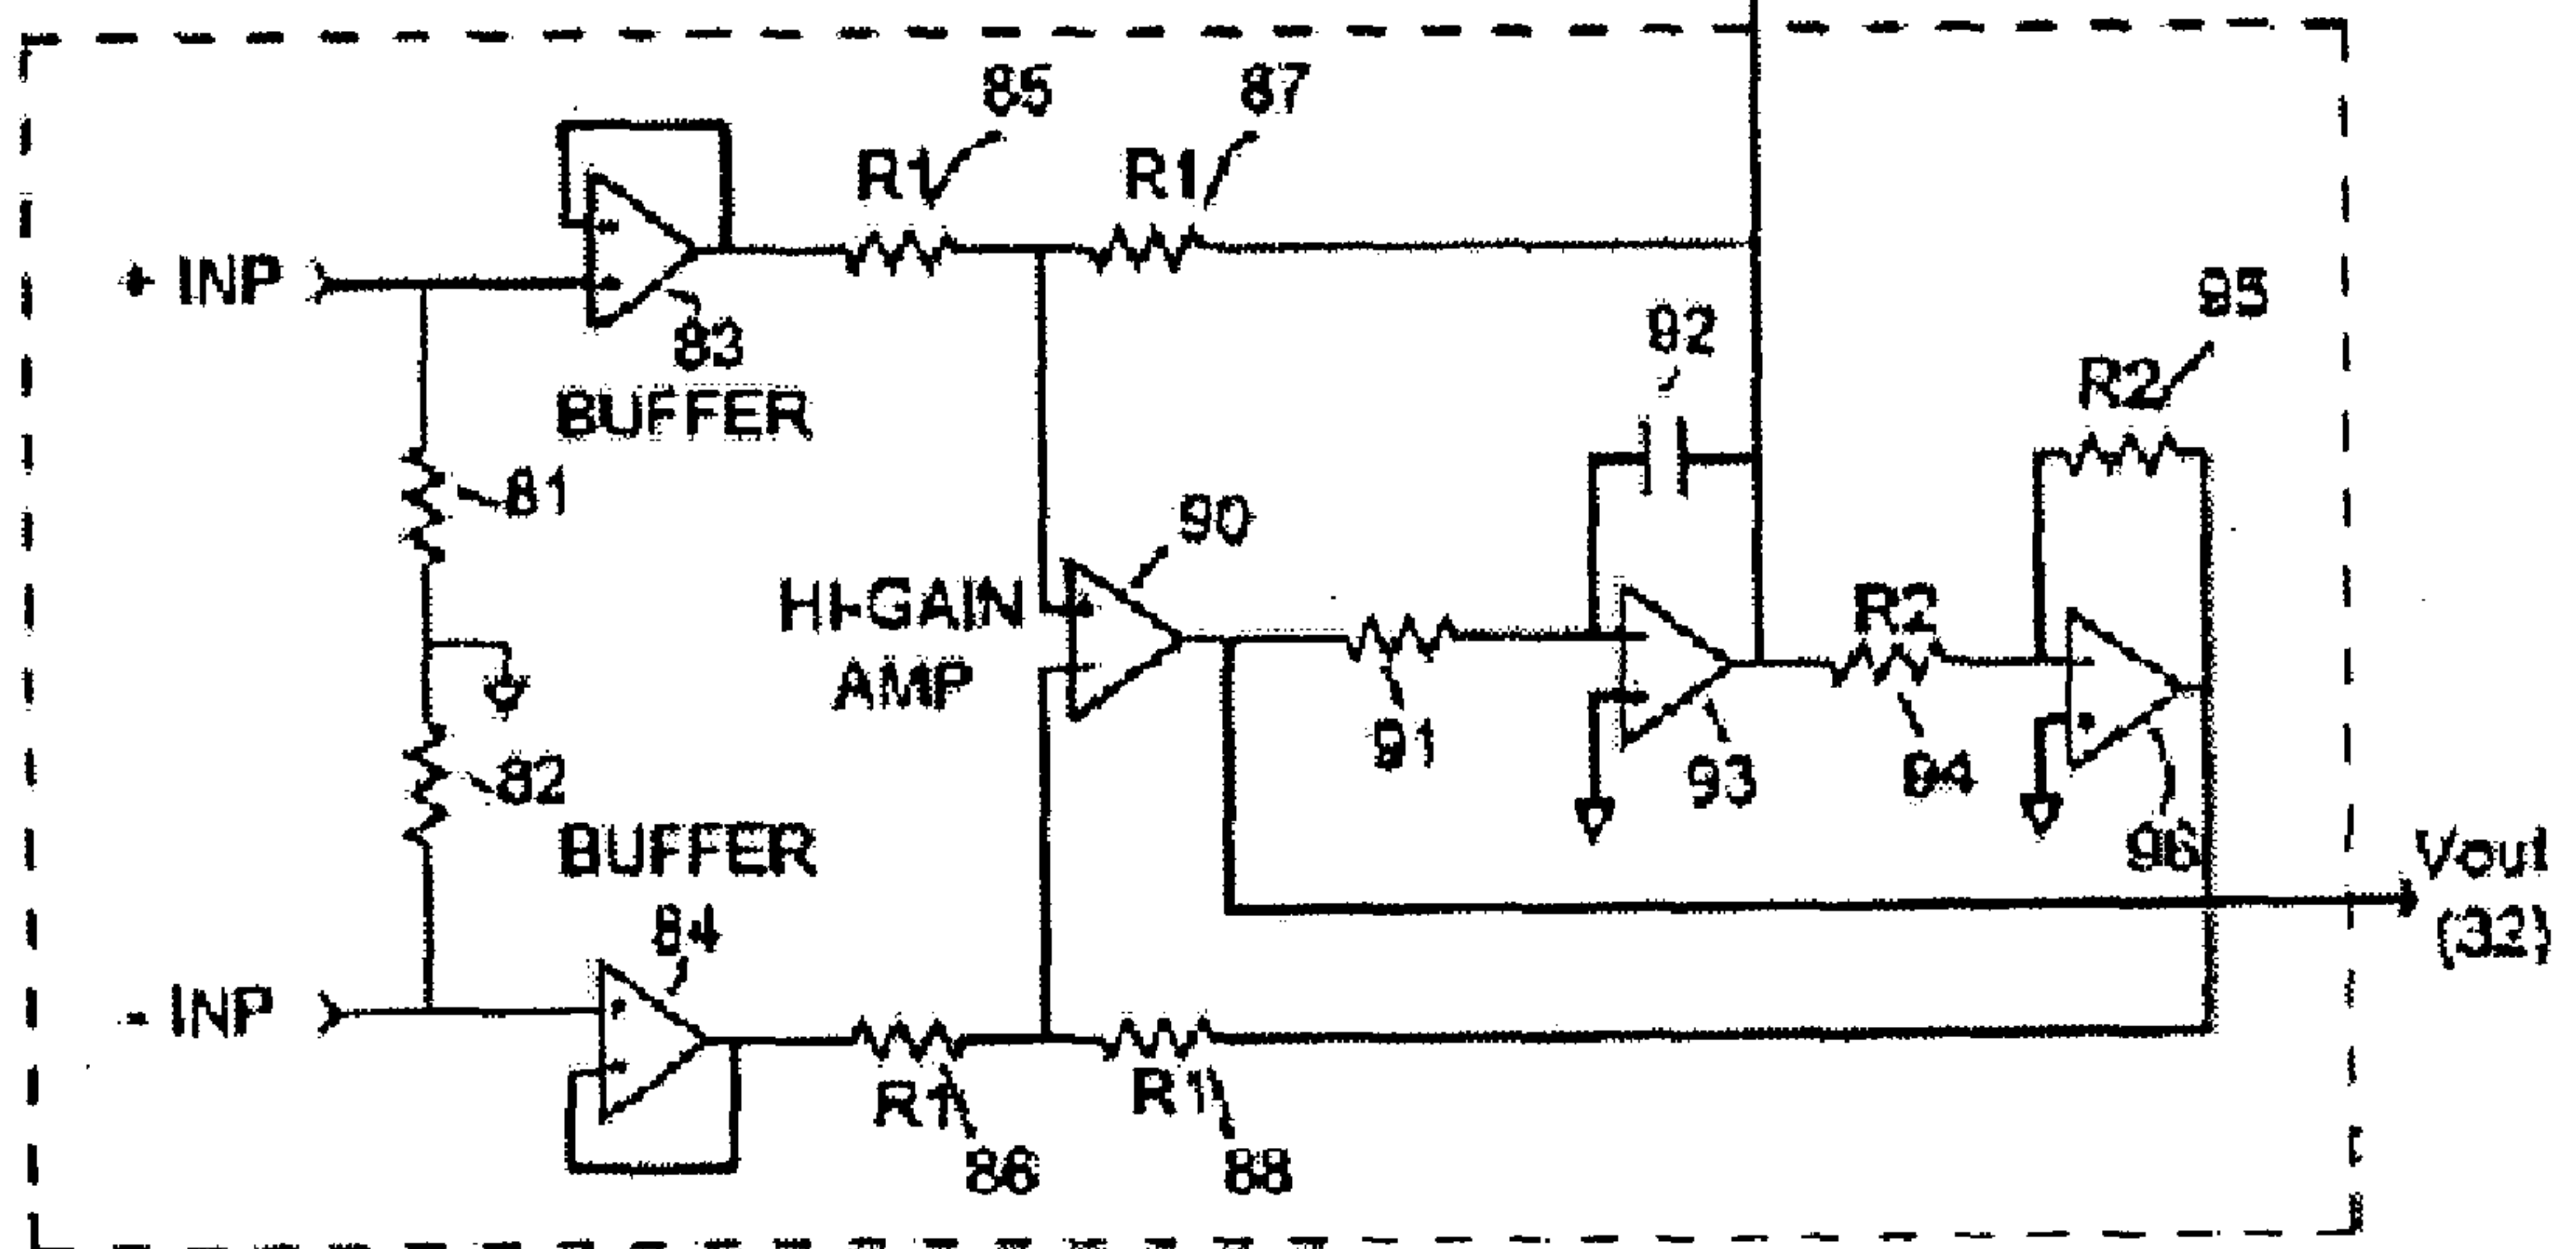 85
87
R1
R1
+ INP
83
BUFFER
92
95
R2
81
90
HI-GAIN
AMP
R2
91
93
94
82
BUFFER
84
96
Vout
(32)
- INP
R1
R1
86
88